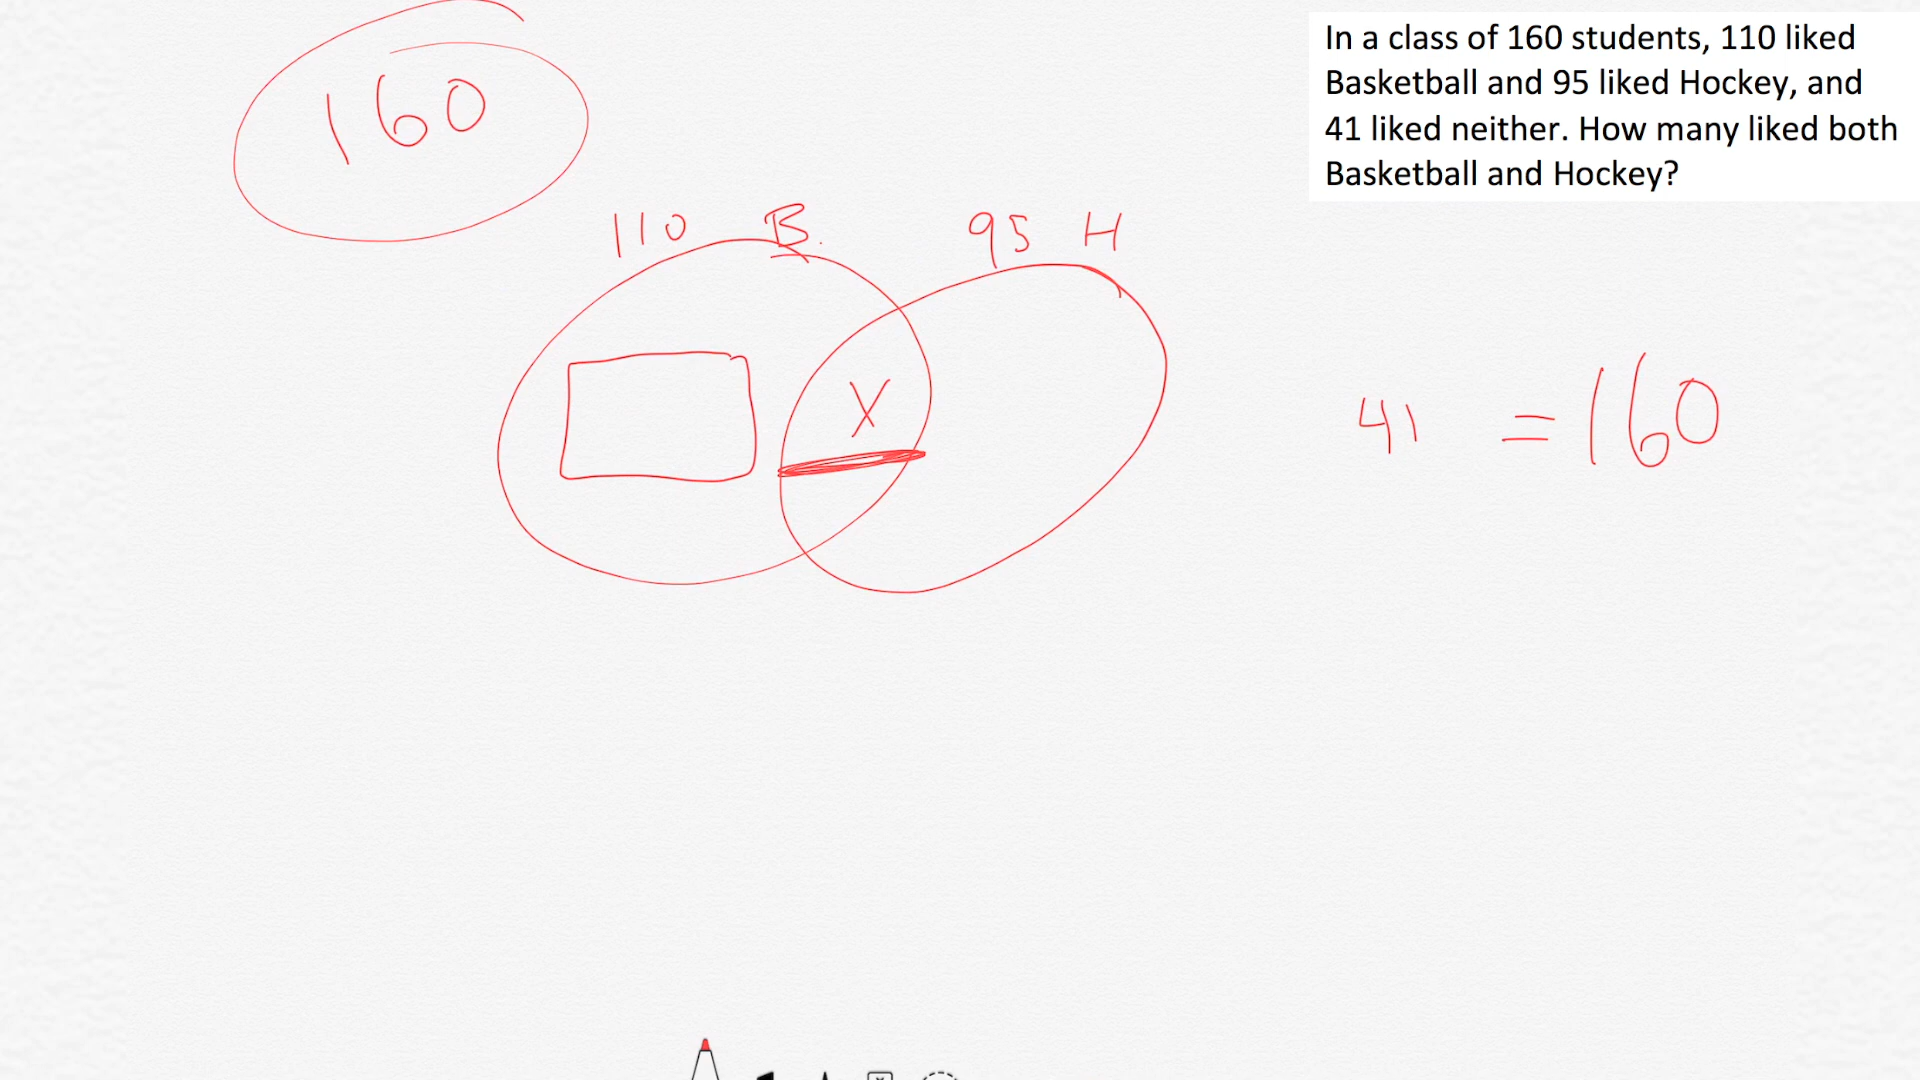 In a class of 160 students, 110 liked
Basketball and 95 liked Hockey, and
41 liked neither. How many liked both
Basketball and Hockey?
160
110 B. 95 H
X
41 = 160